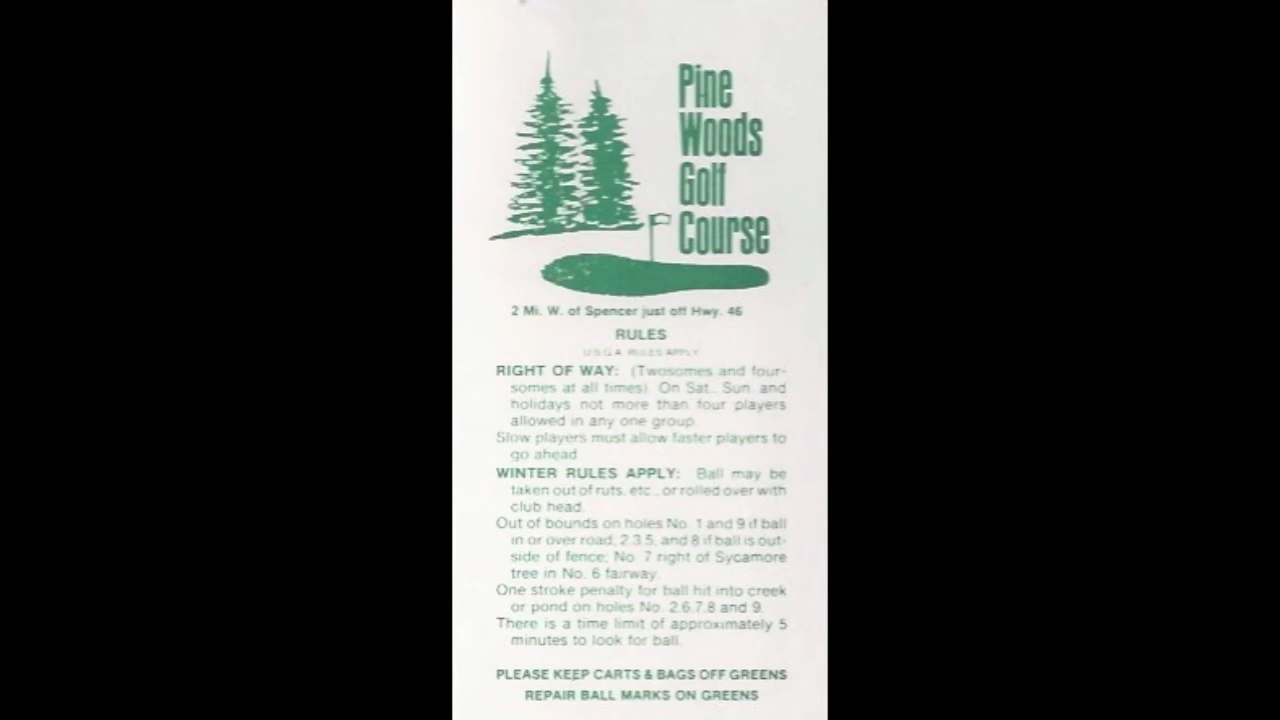 Pine
Woods
Golf
Course
2 Mi. W. of Spencer just off Hwy. 46
RULES
U.S.G.A. RULES APPLY
RIGHT OF WAY: (Twosomes and four-
somes at all times). On Sat., Sun. and
holidays not more than four players
allowed in any one group.
Slow players must allow faster players to
go ahead.
WINTER RULES APPLY: Ball may be
taken out of ruts, etc., or rolled over with
club head.
Out of bounds on holes No. 1 and 9 if ball
in or over road; 2,3,5, and 8 if ball is out-
side of fence; No. 7 right of Sycamore
tree in No. 6 fairway.
One stroke penalty for ball hit into creek
or pond on holes No. 2,6,7,8 and 9.
There is a time limit of approximately 5
minutes to look for ball.
PLEASE KEEP CARTS & BAGS OFF GREENS
REPAIR BALL MARKS ON GREENS